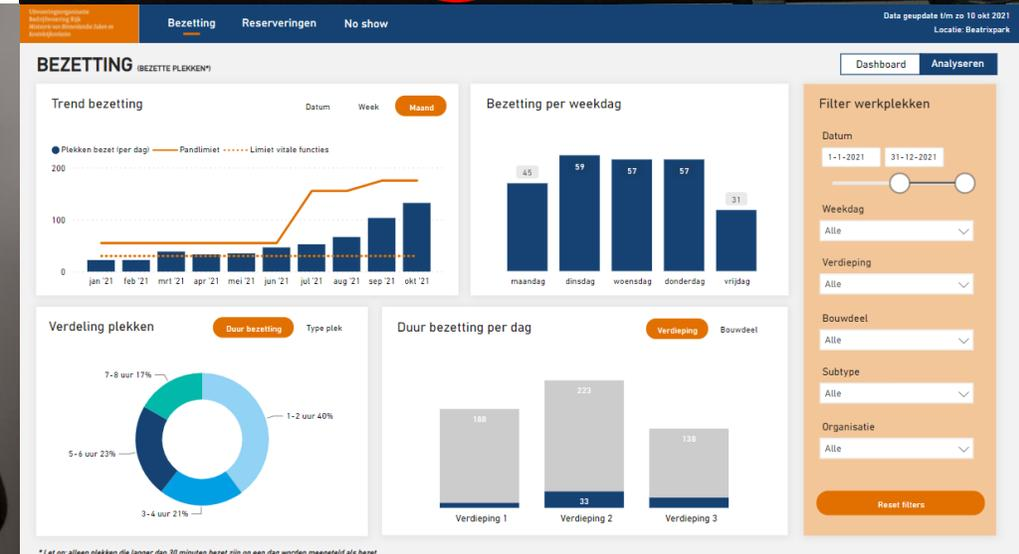 Uitvoeringsorganisatie
Bedrijfsvoering Rijk
Ministerie van Binnenlandse Zaken en
Koninkrijksrelaties
Bezetting
Reserveringen
No show
Data geupdate t/m zo 10 okt 2021
Locatie: Beatrixpark
BEZETTING (BEZETTE PLEKKEN*)
Dashboard
Analyseren
Trend bezetting
Datum
Week
Maand
Plekken bezet (per dag)
Pandlimiet
Limiet vitale functies
200
100
0
jan '21
feb '21
mrt '21
apr '21
mei '21
jun '21
jul '21
aug '21
sep '21
okt '21
Bezetting per weekdag
45
59
57
57
31
maandag
dinsdag
woensdag
donderdag
vrijdag
Filter werkplekken
Datum
1-1-2021
31-12-2021
Weekdag
Alle
Verdieping
Alle
Bouwdeel
Alle
Subtype
Alle
Organisatie
Alle
Reset filters
Verdeling plekken
Duur bezetting
Type plek
7-8 uur 17%
1-2 uur 40%
5-6 uur 23%
3-4 uur 21%
Duur bezetting per dag
Verdieping
Bouwdeel
223
138
33
Verdieping 1
Verdieping 2
Verdieping 3
* Let op: alleen plekken die langer dan 30 minuten bezet zijn op een dag worden meegeteld als bezet